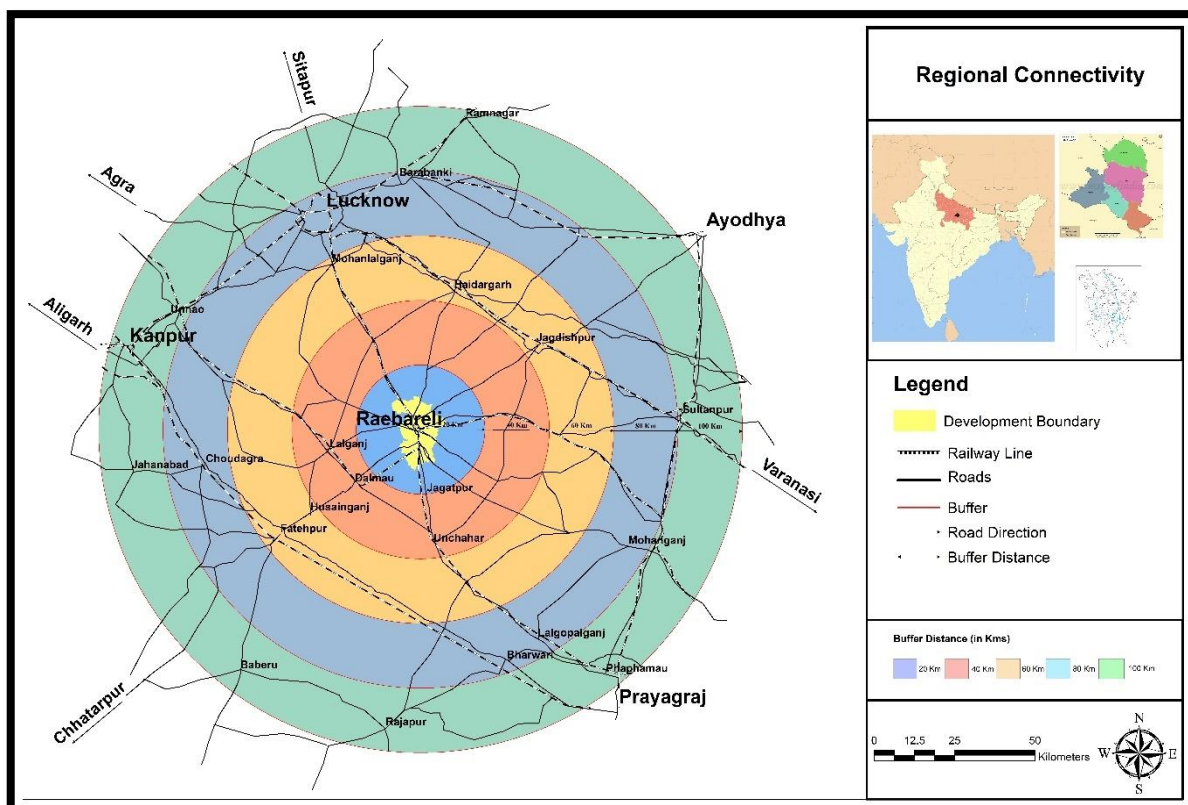 Regional Connectivity
Sitapur
Ramnagar
Agra
Barabanki
Lucknow
Ayodhya
Mohanlalganj
Haidargarh
Unnao
Aligarh
Kanpur
Jagdishpur
Raebareli
Sultanpur
40 Km
60 Km
80 Km
100 Km
Lalganj
Choudagra
Jahanabad
Dalmau
Jagatpur
Varanasi
Husainganj
Fatehpur
Unchahar
Mohanganj
Lalgopalganj
Bharwari
Phaphamau
Baberu
Prayagraj
Rajapur
Chhatarpur
Legend
Development Boundary
Railway Line
Roads
Buffer
Road Direction
Buffer Distance
Buffer Distance (in Kms)
20 Km 40 Km 60 Km 80 Km 100 Km
0 12.5 25 50
Kilometers
N
W E
S